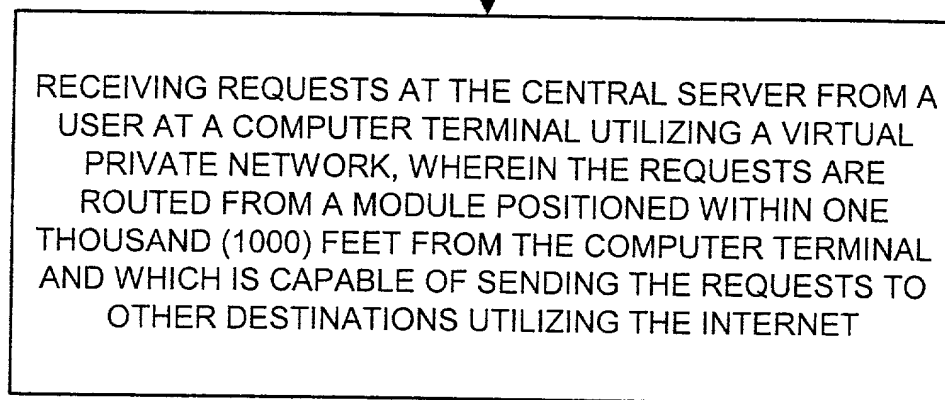 RECEIVING REQUESTS AT THE CENTRAL SERVER FROM A
USER AT A COMPUTER TERMINAL UTILIZING A VIRTUAL
PRIVATE NETWORK, WHEREIN THE REQUESTS ARE
ROUTED FROM A MODULE POSITIONED WITHIN ONE
THOUSAND (1000) FEET FROM THE COMPUTER TERMINAL
AND WHICH IS CAPABLE OF SENDING THE REQUESTS TO
OTHER DESTINATIONS UTILIZING THE INTERNET